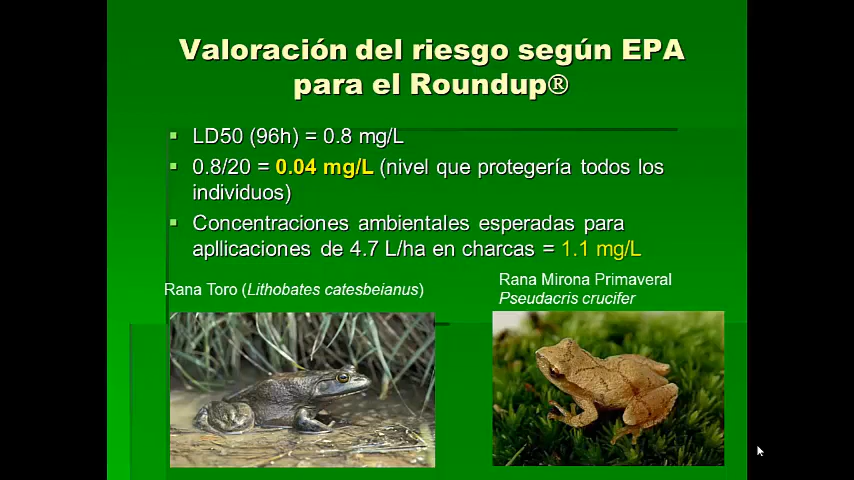 Valoración del riesgo según EPA
para el Roundup®
LD50 (96h) = 0.8 mg/L
0.8/20 = 0.04 mg/L (nivel que protegería todos los
individuos)
Concentraciones ambientales esperadas para
apllicaciones de 4.7 L/ha en charcas = 1.1 mg/L
Rana Toro (Lithobates catesbeianus)
Rana Mirona Primaveral
Pseudacris crucifer